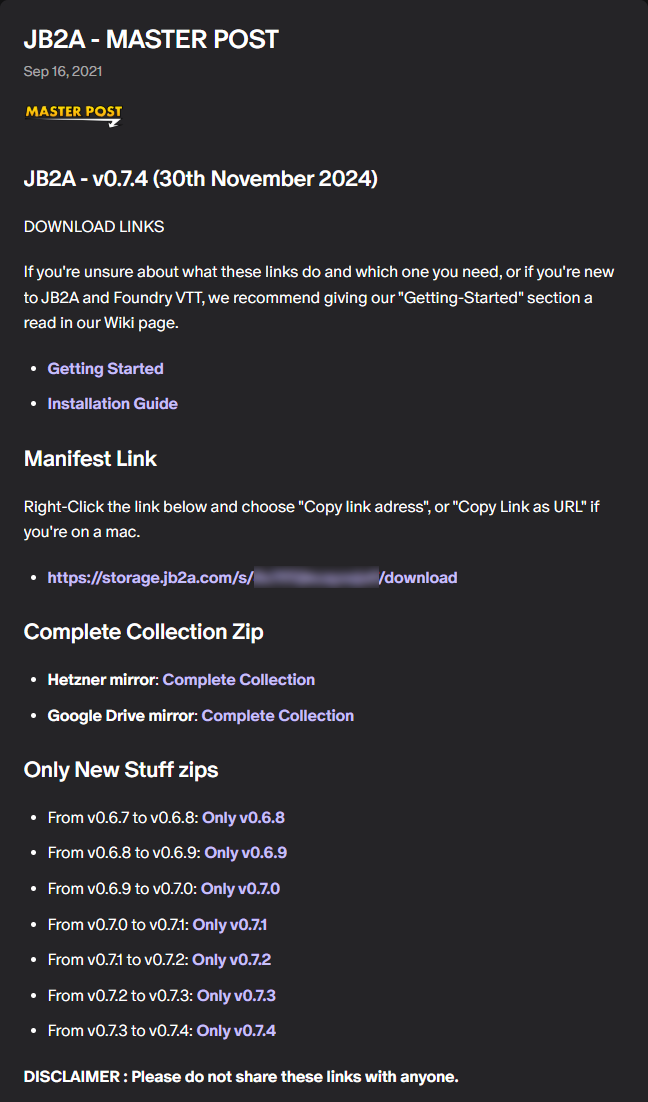 JB2A - MASTER POST
Sep 16, 2021
MASTER POST
JB2A - v0.7.4 (30th November 2024)
DOWNLOAD LINKS
If you're unsure about what these links do and which one you need, or if you're new
to JB2A and Foundry VTT, we recommend giving our "Getting-Started" section a
read in our Wiki page.
• Getting Started
• Installation Guide
Manifest Link
Right-Click the link below and choose "Copy link adress", or "Copy Link as URL" if
you're on a mac.
• https://storage.jb2a.com/s/ /download
Complete Collection Zip
• Hetzner mirror: Complete Collection
• Google Drive mirror: Complete Collection
Only New Stuff zips
• From v0.6.7 to v0.6.8: Only v0.6.8
• From v0.6.8 to v0.6.9: Only v0.6.9
• From v0.6.9 to v0.7.0: Only v0.7.0
• From v0.7.0 to v0.7.1: Only v0.7.1
• From v0.7.1 to v0.7.2: Only v0.7.2
• From v0.7.2 to v0.7.3: Only v0.7.3
• From v0.7.3 to v0.7.4: Only v0.7.4
DISCLAIMER : Please do not share these links with anyone.